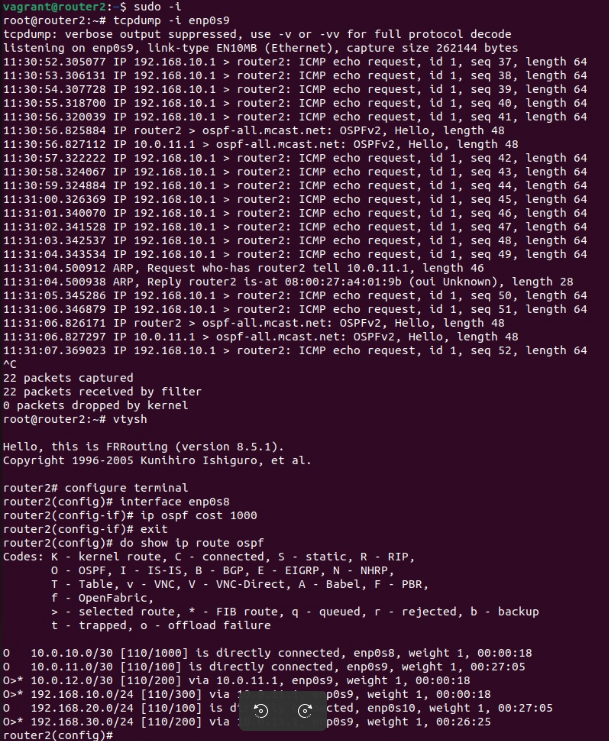 vagrant@router2:~$ sudo -i
root@router2:~# tcpdump -i enp0s9
tcpdump: verbose output suppressed, use -v or -vv for full protocol decode
listening on enp0s9, link-type EN10MB (Ethernet), capture size 262144 bytes
11:30:52.305077 IP 192.168.10.1 > router2: ICMP echo request, id 1, seq 37, length 64
11:30:53.306131 IP 192.168.10.1 > router2: ICMP echo request, id 1, seq 38, length 64
11:30:54.307728 IP 192.168.10.1 > router2: ICMP echo request, id 1, seq 39, length 64
11:30:55.318700 IP 192.168.10.1 > router2: ICMP echo request, id 1, seq 40, length 64
11:30:56.320039 IP 192.168.10.1 > router2: ICMP echo request, id 1, seq 41, length 64
11:30:56.825884 IP router2 > ospf-all.mcast.net: OSPFv2, Hello, length 48
11:30:56.827112 IP 10.0.11.1 > ospf-all.mcast.net: OSPFv2, Hello, length 48
11:30:57.322222 IP 192.168.10.1 > router2: ICMP echo request, id 1, seq 42, length 64
11:30:58.324067 IP 192.168.10.1 > router2: ICMP echo request, id 1, seq 43, length 64
11:30:59.324884 IP 192.168.10.1 > router2: ICMP echo request, id 1, seq 44, length 64
11:31:00.326369 IP 192.168.10.1 > router2: ICMP echo request, id 1, seq 45, length 64
11:31:01.340070 IP 192.168.10.1 > router2: ICMP echo request, id 1, seq 46, length 64
11:31:02.341528 IP 192.168.10.1 > router2: ICMP echo request, id 1, seq 47, length 64
11:31:03.342537 IP 192.168.10.1 > router2: ICMP echo request, id 1, seq 48, length 64
11:31:04.343534 IP 192.168.10.1 > router2: ICMP echo request, id 1, seq 49, length 64
11:31:04.500912 ARP, Request who-has router2 tell 10.0.11.1, length 46
11:31:04.500938 ARP, Reply router2 is-at 08:00:27:a4:01:9b (oui Unknown), length 28
11:31:05.345286 IP 192.168.10.1 > router2: ICMP echo request, id 1, seq 50, length 64
11:31:06.346879 IP 192.168.10.1 > router2: ICMP echo request, id 1, seq 51, length 64
11:31:06.826171 IP router2 > ospf-all.mcast.net: OSPFv2, Hello, length 48
11:31:06.827297 IP 10.0.11.1 > ospf-all.mcast.net: OSPFv2, Hello, length 48
11:31:07.369023 IP 192.168.10.1 > router2: ICMP echo request, id 1, seq 52, length 64
^C
22 packets captured
22 packets received by filter
0 packets dropped by kernel
root@router2:~# vtysh
Hello, this is FRRouting (version 8.5.1).
Copyright 1996-2005 Kunihiro Ishiguro, et al.
router2# configure terminal
router2(config)# interface enp0s8
router2(config-if)# ip ospf cost 1000
router2(config-if)# exit
router2(config)# do show ip route ospf
Codes: K - kernel route, C - connected, S - static, R - RIP,
O - OSPF, I - IS-IS, B - BGP, E - EIGRP, N - NHRP,
T - Table, v - VNC, V - VNC-Direct, A - Babel, F - PBR,
f - OpenFabric,
> - selected route, * - FIB route, q - queued, r - rejected, b - backup
t - trapped, o - offload failure
O   10.0.10.0/30 [110/1000] is directly connected, enp0s8, weight 1, 00:00:18
O   10.0.11.0/30 [110/100] is directly connected, enp0s9, weight 1, 00:27:05
O>* 10.0.12.0/30 [110/200] via 10.0.11.1, enp0s9, weight 1, 00:00:18
O>* 192.168.10.0/24 [110/300] via p0s9, weight 1, 00:00:18
O   192.168.20.0/24 [110/100] is enp0s10, weight 1, 00:27:05
O>* 192.168.30.0/24 [110/200] via p0s9, weight 1, 00:26:25
router2(config)#